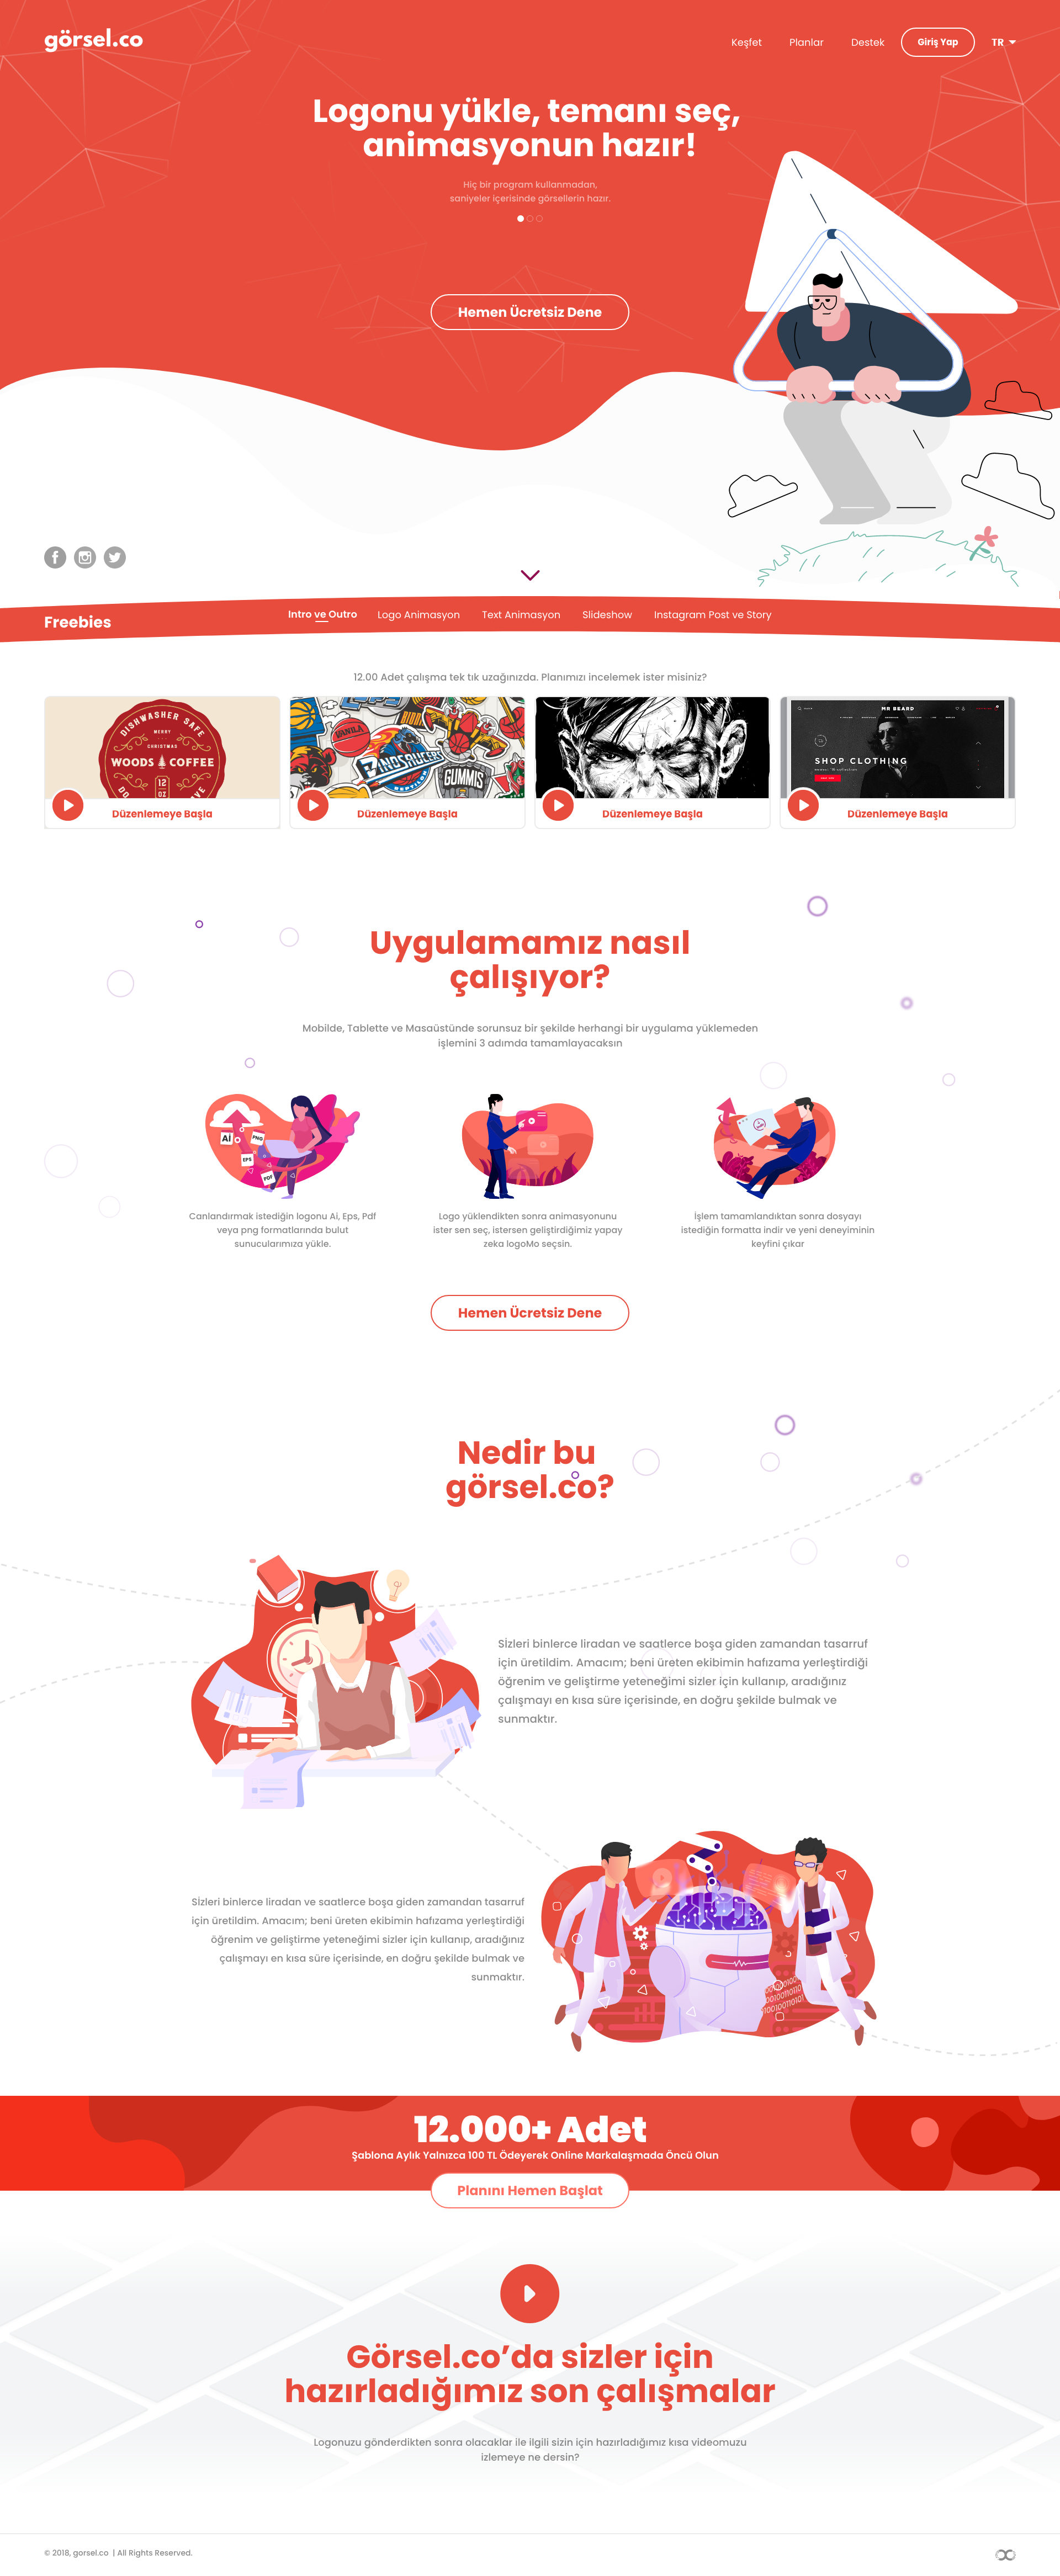 görsel.co
Keşfet Planlar Destek Giriş Yap TR
Logonu yükle, temanı seç,
animasyonun hazır!
Hiç bir program kullanmadan,
saniyeler içerisinde görsellerin hazır.
Hemen Ücretsiz Dene
Freebies
Intro ve Outro Logo Animasyon Text Animasyon Slideshow Instagram Post ve Story
12.00 Adet çalışma tek tık uzağınızda. Planımızı incelemek ister misiniz?
DISHWASHER SAFE
MERRY
CHRISTMAS
WOODS COFFEE
12
OZ
VANILA
BANDSRUCKER
GUMMIS
MR BEARD
SHOP CLOTHING
Düzenlemeye Başla
Düzenlemeye Başla
Düzenlemeye Başla
Düzenlemeye Başla
Uygulamamız nasıl
çalışıyor?
Mobilde, Tablette ve Masaüstünde sorunsuz bir şekilde herhangi bir uygulama yüklemeden
işlemini 3 adımda tamamlayacaksın
Ai
PNG
EPS
PDF
Canlandırmak istediğin logonu Ai, Eps, Pdf
veya png formatlarında bulut
sunucularımıza yükle.
Logo yüklendikten sonra animasyonunu
ister sen seç, istersen geliştirdiğimiz yapay
zeka logoMo seçsin.
İşlem tamamlandıktan sonra dosyayı
istediğin formatta indir ve yeni deneyiminin
keyfini çıkar
Hemen Ücretsiz Dene
Nedir bu
görsel.co?
Sizleri binlerce liradan ve saatlerce boşa giden zamandan tasarruf
için üretildim. Amacım; beni üreten ekibimin hafızama yerleştirdiği
öğrenim ve geliştirme yeteneğimi sizler için kullanıp, aradığınız
çalışmayı en kısa süre içerisinde, en doğru şekilde bulmak ve
sunmaktır.
Sizleri binlerce liradan ve saatlerce boşa giden zamandan tasarruf
için üretildim. Amacım; beni üreten ekibimin hafızama yerleştirdiği
öğrenim ve geliştirme yeteneğimi sizler için kullanıp, aradığınız
çalışmayı en kısa süre içerisinde, en doğru şekilde bulmak ve
sunmaktır.
12.000+ Adet
Şablona Aylık Yalnızca 100 TL Ödeyerek Online Markalaşmada Öncü Olun
Planını Hemen Başlat
Görsel.co’da sizler için
hazırladığımız son çalışmalar
Logonuzu gönderdikten sonra olacaklar ile ilgili sizin için hazırladığımız kısa videomuzu
izlemeye ne dersin?
© 2018, gorsel.co | All Rights Reserved.